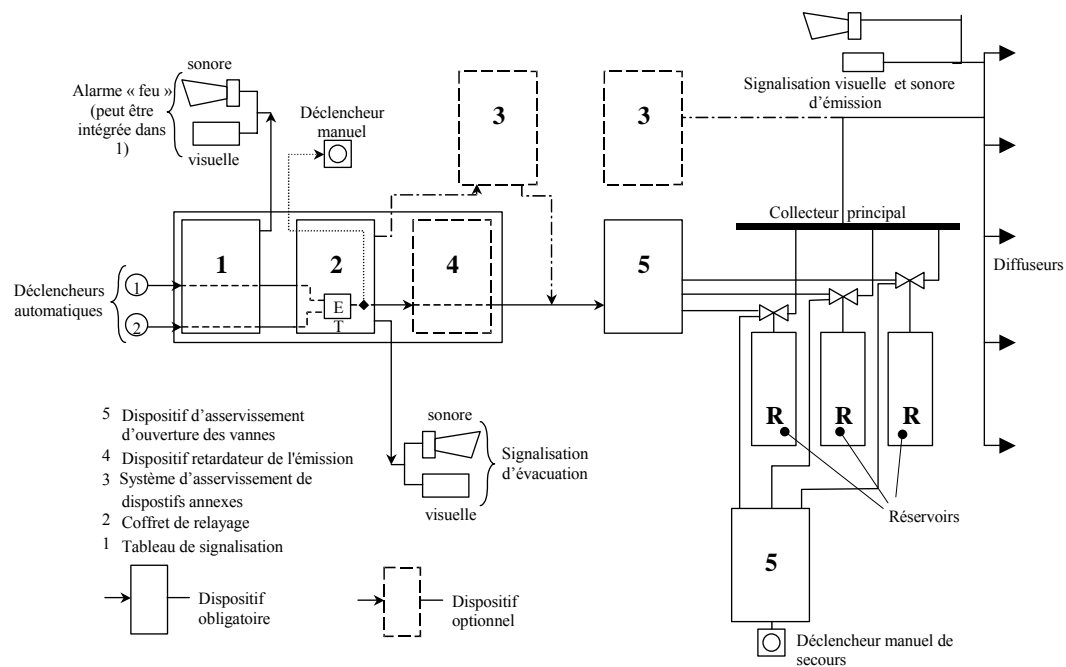 sonore
Alarme « feu »
(peut être
intégrée dans
1)
visuelle
Déclencheur
manuel
3
3
Signalisation visuelle et sonore
d'émission
Collecteur principal
Diffuseurs
Déclencheurs
automatiques
1
2
1
2
E
T
4
5
R
R
R
Réservoirs
sonore
Signalisation
d'évacuation
visuelle
5 Dispositif d'asservissement
d'ouverture des vannes
4 Dispositif retardateur de l'émission
3 Système d'asservissement de
dispostifs annexes
2 Coffret de relayage
1 Tableau de signalisation
Dispositif
obligatoire
Dispositif
optionnel
5
Déclencheur manuel de
secours